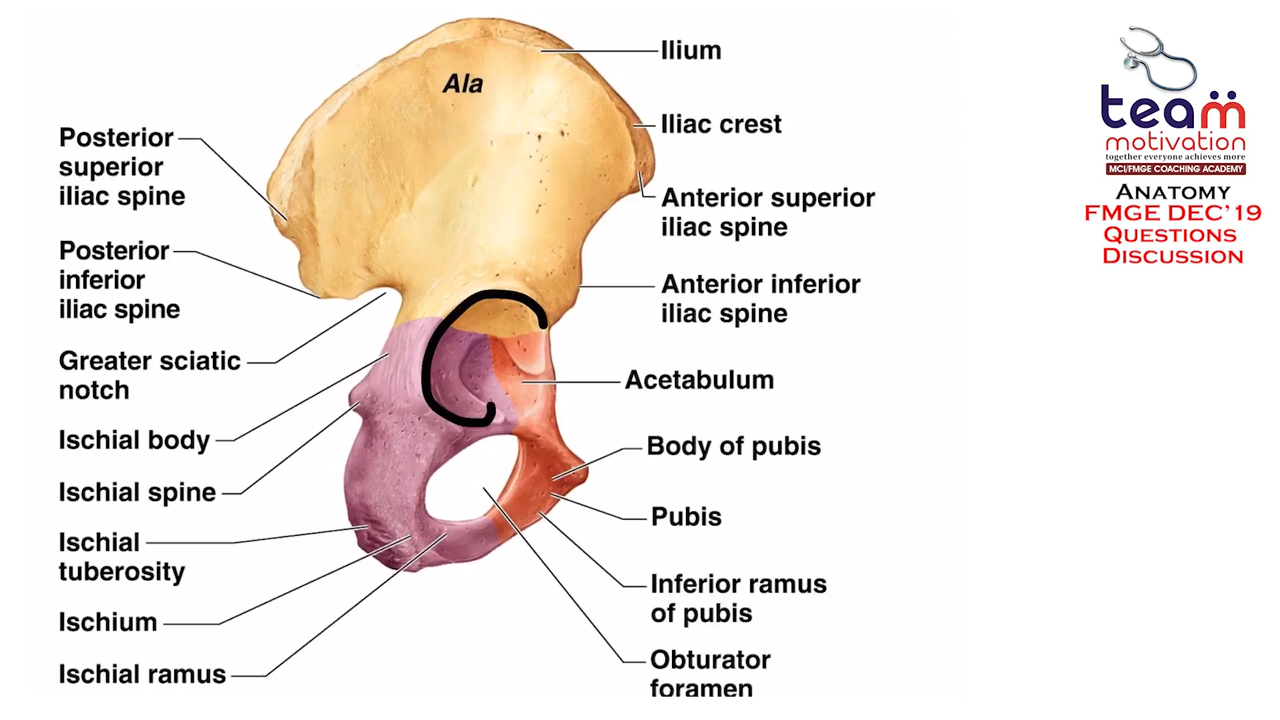 Ala
Posterior
superior
iliac spine
Posterior
inferior
iliac spine
Greater sciatic
notch
Ischial body
Ischial spine
Ischial
tuberosity
Ischium
Ischial ramus
Ilium
Iliac crest
Anterior superior
iliac spine
Anterior inferior
iliac spine
Acetabulum
Body of pubis
Pubis
Inferior ramus
of pubis
Obturator
foramen
team
motivation
together everyone achieves more
MCI/FMGE COACHING ACADEMY
Anatomy
FMGE DEC'19
Questions
Discussion